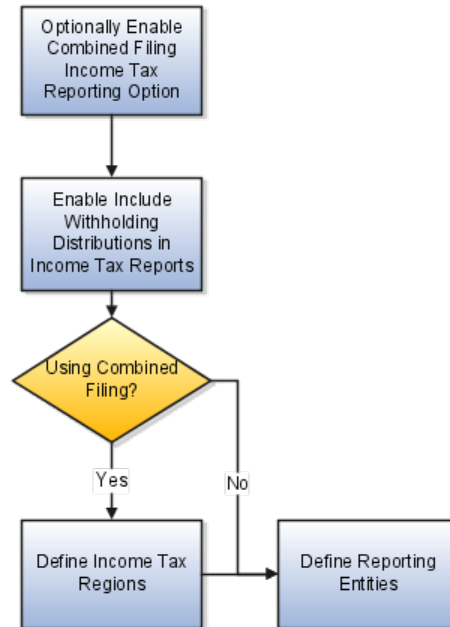 Optionally Enable
Combined Filing
Income Tax
Reporting Option
Enable Include
Withholding
Distributions in
Income Tax Reports
Using Combined
Filing?
Yes
No
Define Income Tax
Regions
Define Reporting
Entities